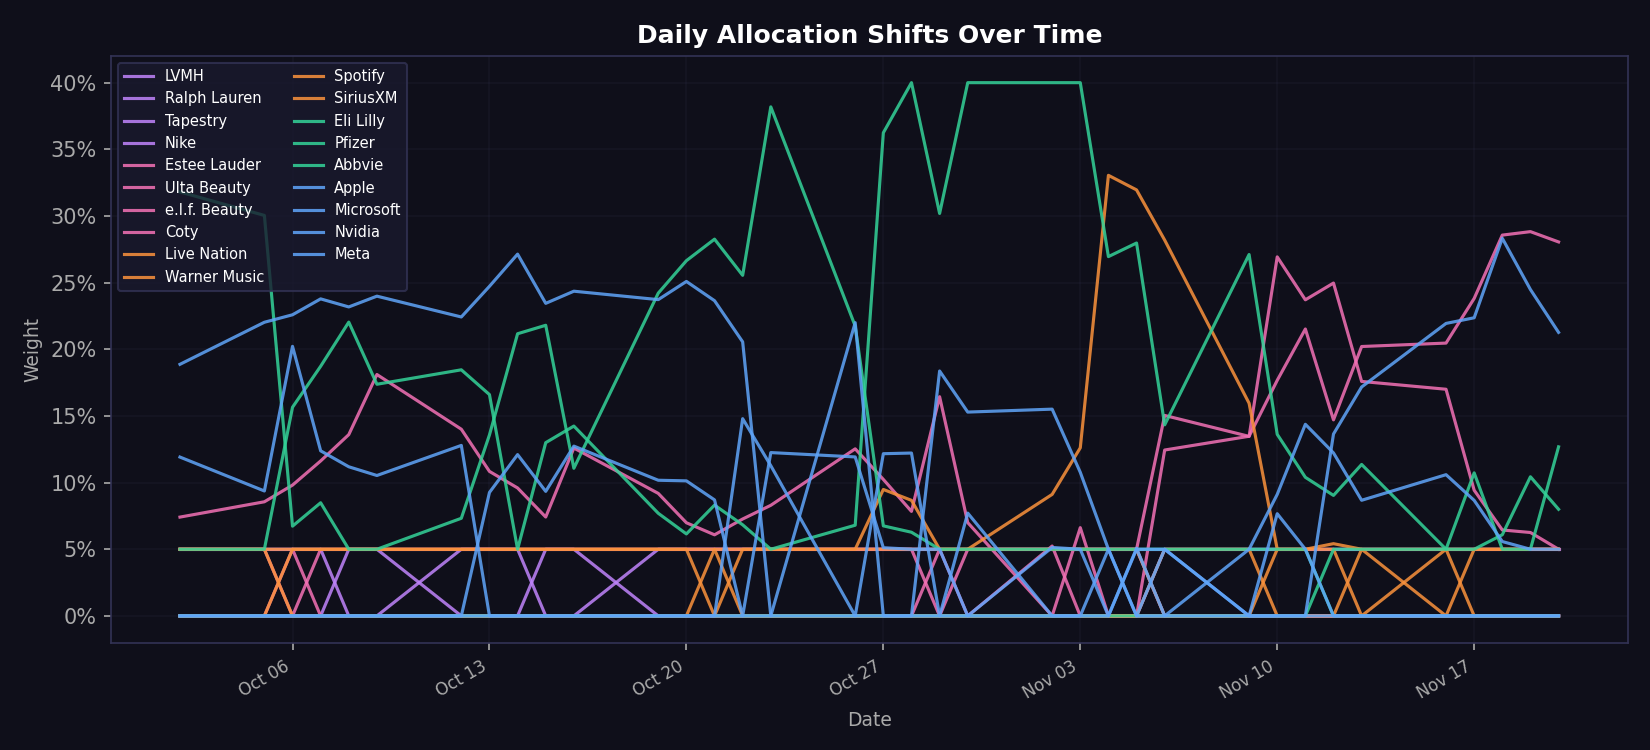 Daily Allocation Shifts Over Time
LVMH
Ralph Lauren
Tapestry
Nike
Estee Lauder
Ulta Beauty
e.l.f. Beauty
Coty
Live Nation
Warner Music
Spotify
SiriusXM
Eli Lilly
Pfizer
Abbvie
Apple
Microsoft
Nvidia
Meta
40%
35%
30%
25%
20%
15%
10%
5%
0%
Weight
Oct 06
Oct 13
Oct 20
Oct 27
Nov 03
Nov 10
Nov 17
Date